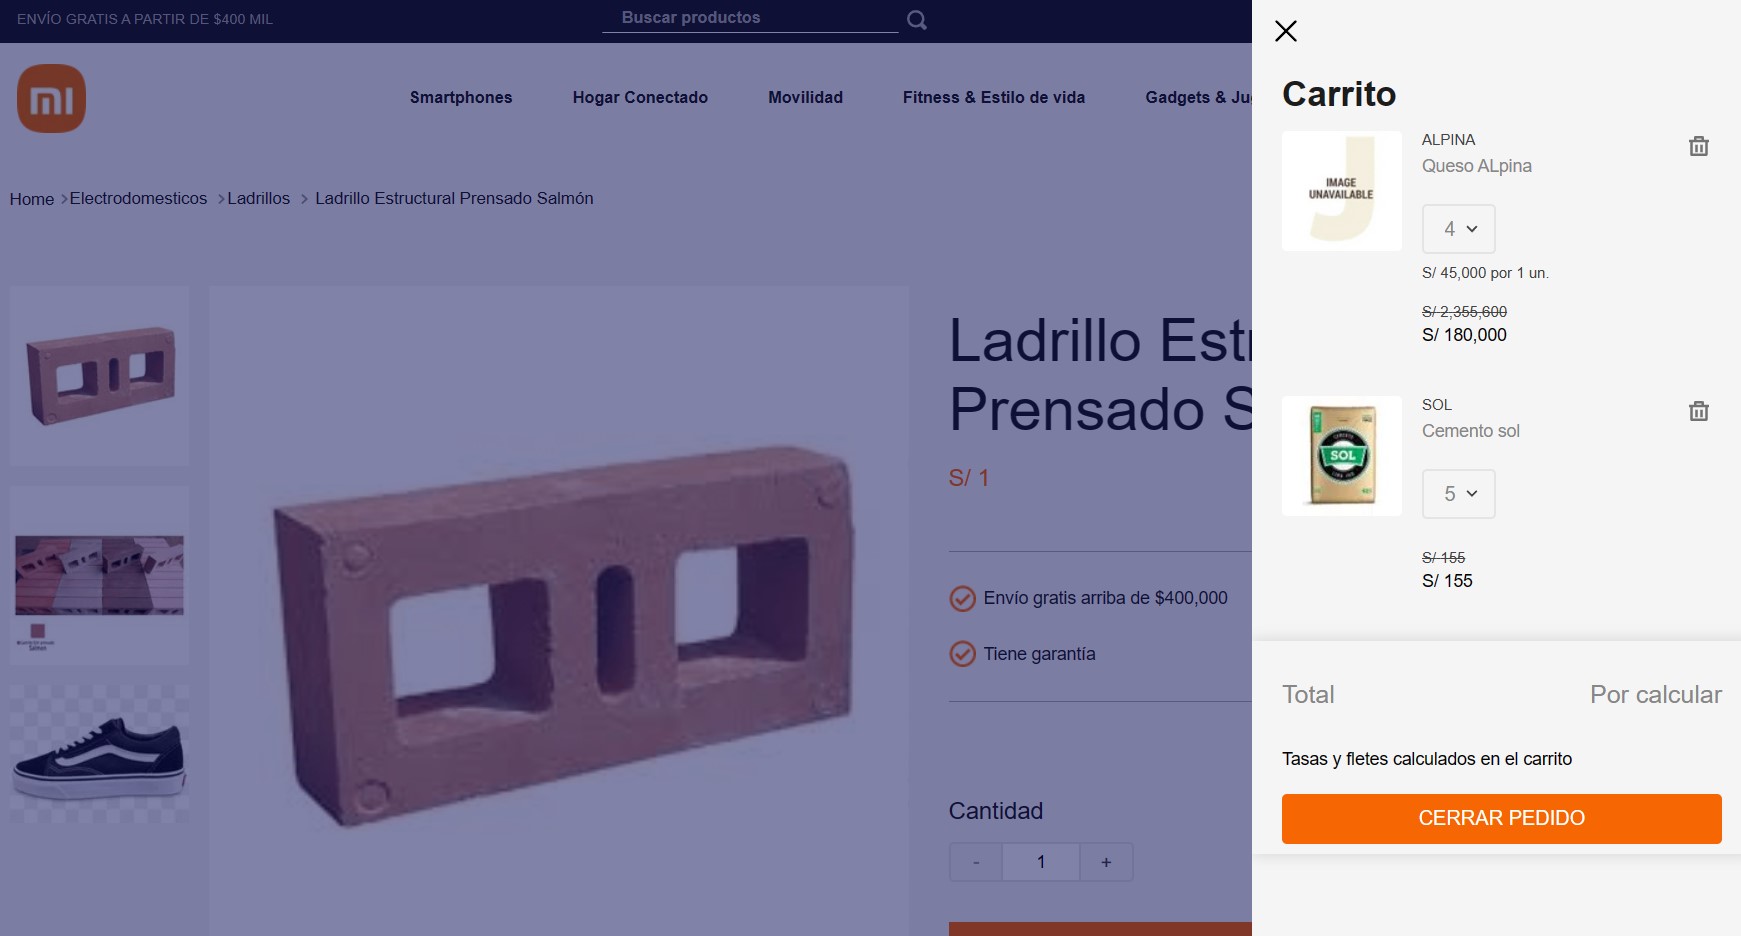 ENVÍO GRATIS A PARTIR DE $400 MIL
Buscar productos
Smartphones
Hogar Conectado
Movilidad
Fitness & Estilo de vida
Gadgets & Ju
Home
Electrodomesticos
Ladrillos
Ladrillo Estructural Prensado Salmón
Ladrillo Est
Prensado S
S/ 1
Envío gratis arriba de $400,000
Tiene garantía
Cantidad
-
1
+
Salmon
Carrito
IMAGE
UNAVAILABLE
ALPINA
Queso ALpina
4
S/ 45,000 por 1 un.
S/ 2,355,600
S/ 180,000
CEMENTO
SOL
SOL
Cemento sol
5
S/ 155
S/ 155
Total
Por calcular
Tasas y fletes calculados en el carrito
CERRAR PEDIDO